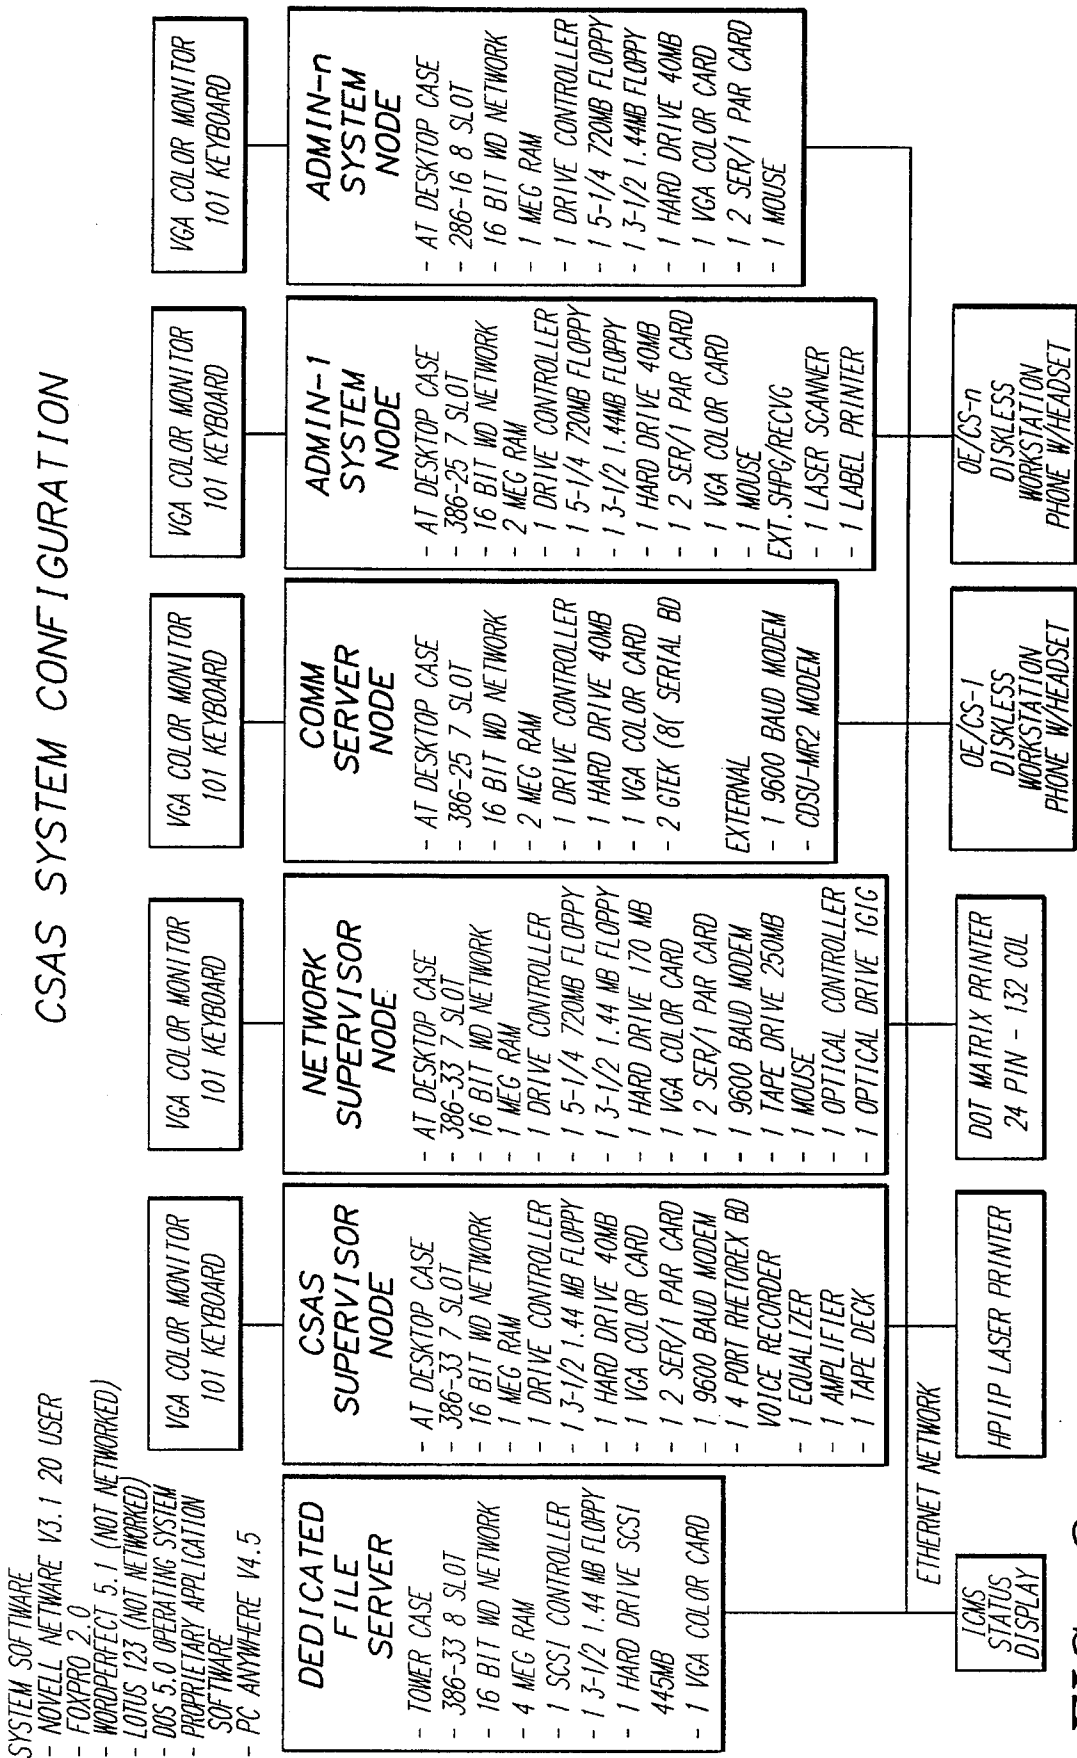 CSAS SYSTEM CONFIGURATION
SYSTEM SOFTWARE
- NOVELL NETWARE V3.1 20 USER
- FOXPRO 2.0
- WORDPERFECT 5.1 (NOT NETWORKED)
- LOTUS 123 (NOT NETWORKED)
- DOS 5.0 OPERATING SYSTEM
- PROPRIETARY APPLICATION
SOFTWARE
- PC ANYWHERE V4.5
VGA COLOR MONITOR
101 KEYBOARD
VGA COLOR MONITOR
101 KEYBOARD
VGA COLOR MONITOR
101 KEYBOARD
VGA COLOR MONITOR
101 KEYBOARD
VGA COLOR MONITOR
101 KEYBOARD
DEDICATED
FILE
SERVER
- TOWER CASE
- 386-33 8 SLOT
- 16 BIT WD NETWORK
- 4 MEG RAM
- 1 SCSI CONTROLLER
- 1 3-1/2 1.44 MB FLOPPY
- 1 HARD DRIVE SCSI
445MB
- 1 VGA COLOR CARD
CSAS
SUPERVISOR
NODE
- AT DESKTOP CASE
- 386-33 7 SLOT
- 16 BIT WD NETWORK
- 1 MEG RAM
- 1 DRIVE CONTROLLER
- 1 3-1/2 1.44 MB FLOPPY
- 1 HARD DRIVE 40MB
- 1 VGA COLOR CARD
- 1 2 SER/1 PAR CARD
- 1 9600 BAUD MODEM
- 1 4 PORT RHETOREX BD
VOICE RECORDER
- 1 EQUALIZER
- 1 AMPLIFIER
- 1 TAPE DECK
NETWORK
SUPERVISOR
NODE
- AT DESKTOP CASE
- 386-33 7 SLOT
- 16 BIT WD NETWORK
- 1 MEG RAM
- 1 DRIVE CONTROLLER
- 1 5-1/4 720MB FLOPPY
- 1 3-1/2 1.44 MB FLOPPY
- 1 HARD DRIVE 170 MB
- 1 VGA COLOR CARD
- 1 2 SER/1 PAR CARD
- 1 9600 BAUD MODEM
- 1 TAPE DRIVE 250MB
- 1 MOUSE
- 1 OPTICAL CONTROLLER
- 1 OPTICAL DRIVE 1GIG
COMM
SERVER
NODE
- AT DESKTOP CASE
- 386-25 7 SLOT
- 16 BIT WD NETWORK
- 2 MEG RAM
- 1 DRIVE CONTROLLER
- 1 HARD DRIVE 40MB
- 1 VGA COLOR CARD
- 2 GTEK (8( SERIAL BD
EXTERNAL
- 1 9600 BAUD MODEM
- CDSU-MR2 MODEM
ADMIN-1
SYSTEM
NODE
- AT DESKTOP CASE
- 386-25 7 SLOT
- 16 BIT WD NETWORK
- 2 MEG RAM
- 1 DRIVE CONTROLLER
- 1 5-1/4 720MB FLOPPY
- 1 3-1/2 1.44MB FLOPPY
- 1 HARD DRIVE 40MB
- 1 2 SER/1 PAR CARD
- 1 VGA COLOR CARD
- 1 MOUSE
EXT.SHPG/RECVG
- 1 LASER SCANNER
- 1 LABEL PRINTER
ADMIN-n
SYSTEM
NODE
- AT DESKTOP CASE
- 286-16 8 SLOT
- 16 BIT WD NETWORK
- 1 MEG RAM
- 1 DRIVE CONTROLLER
- 1 5-1/4 720MB FLOPPY
- 1 3-1/2 1.44MB FLOPPY
- 1 HARD DRIVE 40MB
- 1 VGA COLOR CARD
- 1 2 SER/1 PAR CARD
- 1 MOUSE
ETHERNET NETWORK
ICMS
STATUS
DISPLAY
HPIIP LASER PRINTER
DOT MATRIX PRINTER
24 PIN - 132 COL
OE/CS-1
DISKLESS
WORKSTATION
PHONE W/HEADSET
OE/CS-n
DISKLESS
WORKSTATION
PHONE W/HEADSET